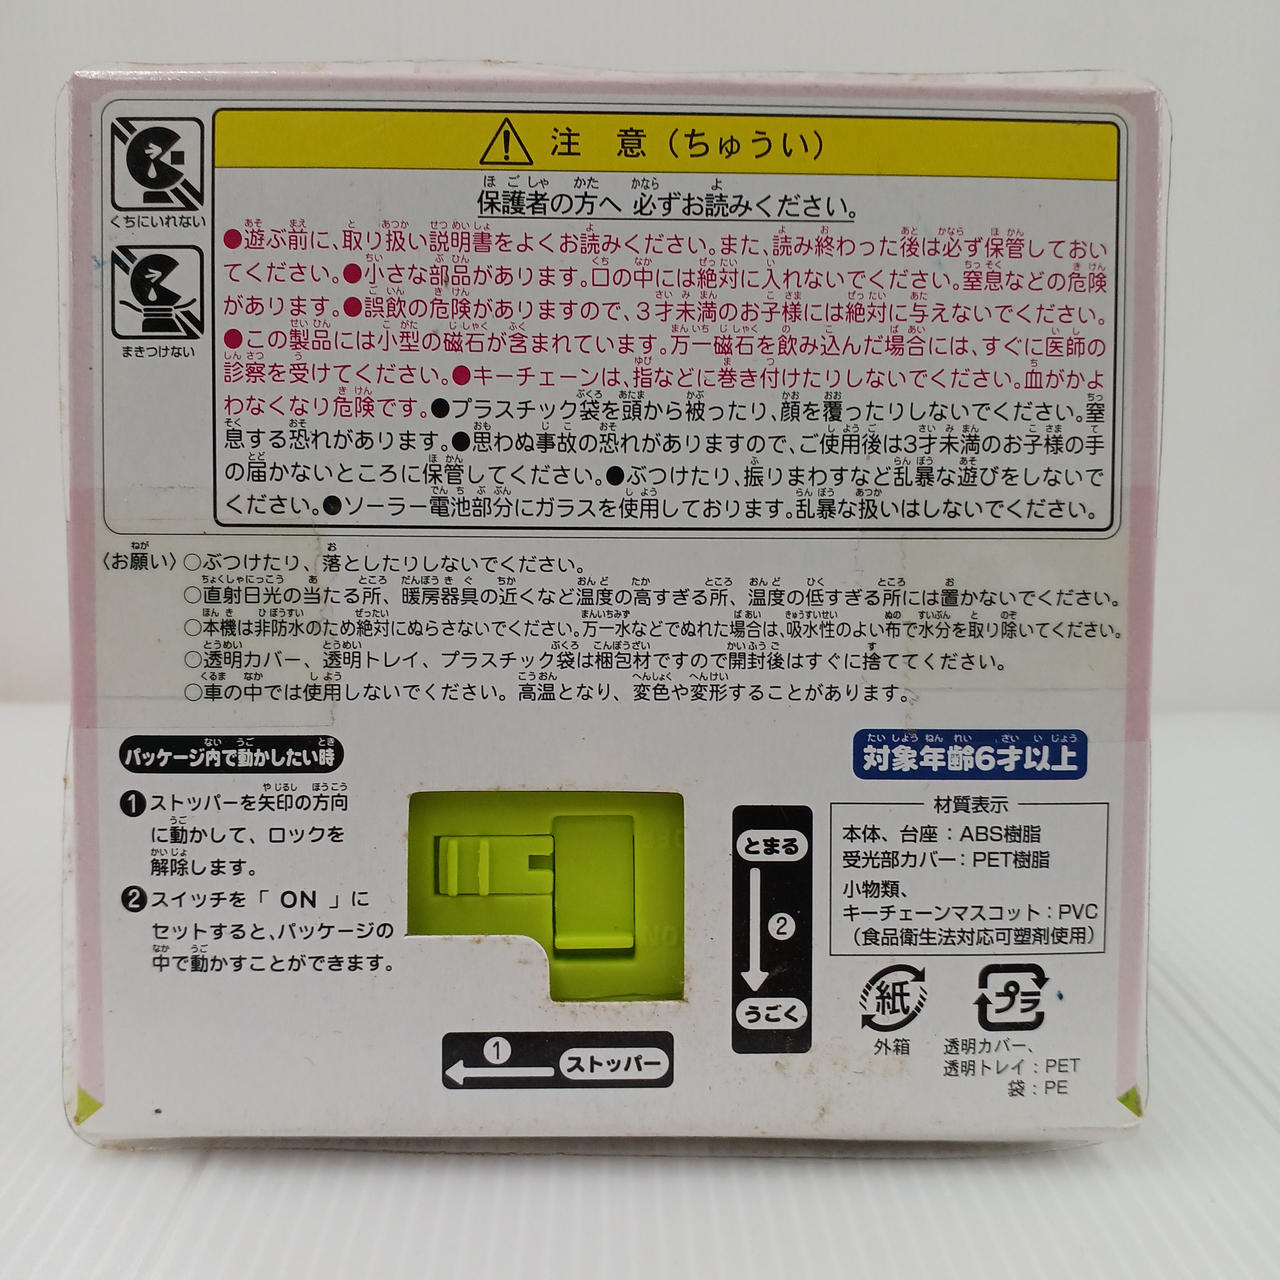 くちにいれない
まきつけない
注 意（ちゅうい）
保護者の方へ 必ずお読みください。
●遊ぶ前に、取り扱い説明書をよくお読みください。また、読み終わった後は必ず保管しておい
てください。●小さな部品があります。口の中には絶対に入れないでください。窒息などの危険
があります。●誤飲の危険がありますので、3才未満のお子様には絶対に与えないでください。
●この製品には小型の磁石が含まれています。万一磁石を飲み込んだ場合には、すぐに医師の
診察を受けてください。●キーチェーンは、指などに巻き付けたりしないでください。血がかよ
わなくなり危険です。●プラスチック袋を頭から被ったり、顔を覆ったりしないでください。窒
息する恐れがあります。●思わぬ事故の恐れがありますので、ご使用後は3才未満のお子様の手
の届かないところに保管してください。●ぶつけたり、振りまわすなど乱暴な遊びをしないで
ください。●ソーラー電池部分にガラスを使用しております。乱暴な扱いはしないでください。
〈お願い〉○ぶつけたり、落としたりしないでください。
○直射日光の当たる所、暖房器具の近くなど温度の高すぎる所、温度の低すぎる所には置かないでください。
○本機は非防水のため絶対にぬらさないでください。万一水などでぬれた場合は、吸水性のよい布で水分を取り除いてください。
○透明カバー、透明トレイ、プラスチック袋は梱包材ですので開封後はすぐに捨ててください。
○車の中では使用しないでください。高温となり、変色や変形することがあります。
パッケージ内で動かしたい時
❶ストッパーを矢印の方向
に動かして、ロックを
解除します。
❷スイッチを「 ON 」に
セットすると、パッケージの
中で動かすことができます。
OFF
ON
① ストッパー
とまる
②
うごく
対象年齢6才以上
材質表示
本体、台座：ABS樹脂
受光部カバー：PET樹脂
小物類、
キーチェーンマスコット：PVC
（食品衛生法対応可塑剤使用）
紙
外箱
プラ
透明カバー、
透明トレイ：PET
袋：PE